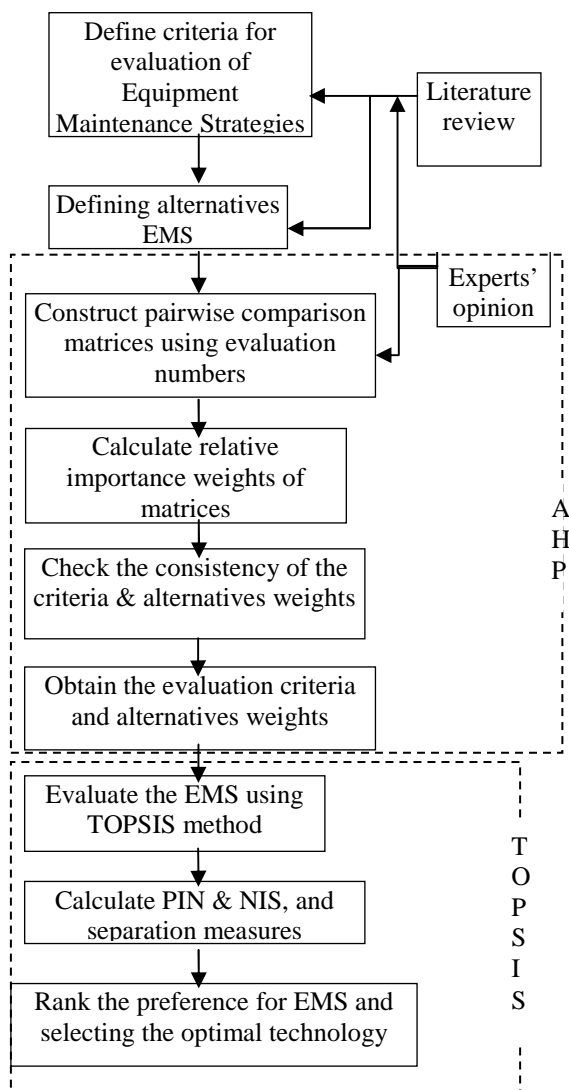 Define criteria for
evaluation of
Equipment
Maintenance Strategies
Literature
review
Defining alternatives
EMS
Experts'
opinion
Construct pairwise comparison
matrices using evaluation
numbers
Calculate relative
importance weights of
matrices
A
H
P
Check the consistency of the
criteria & alternatives weights
Obtain the evaluation criteria
and alternatives weights
Evaluate the EMS using
TOPSIS method
T
O
P
S
I
S
Calculate PIN & NIS, and
separation measures
Rank the preference for EMS and
selecting the optimal technology